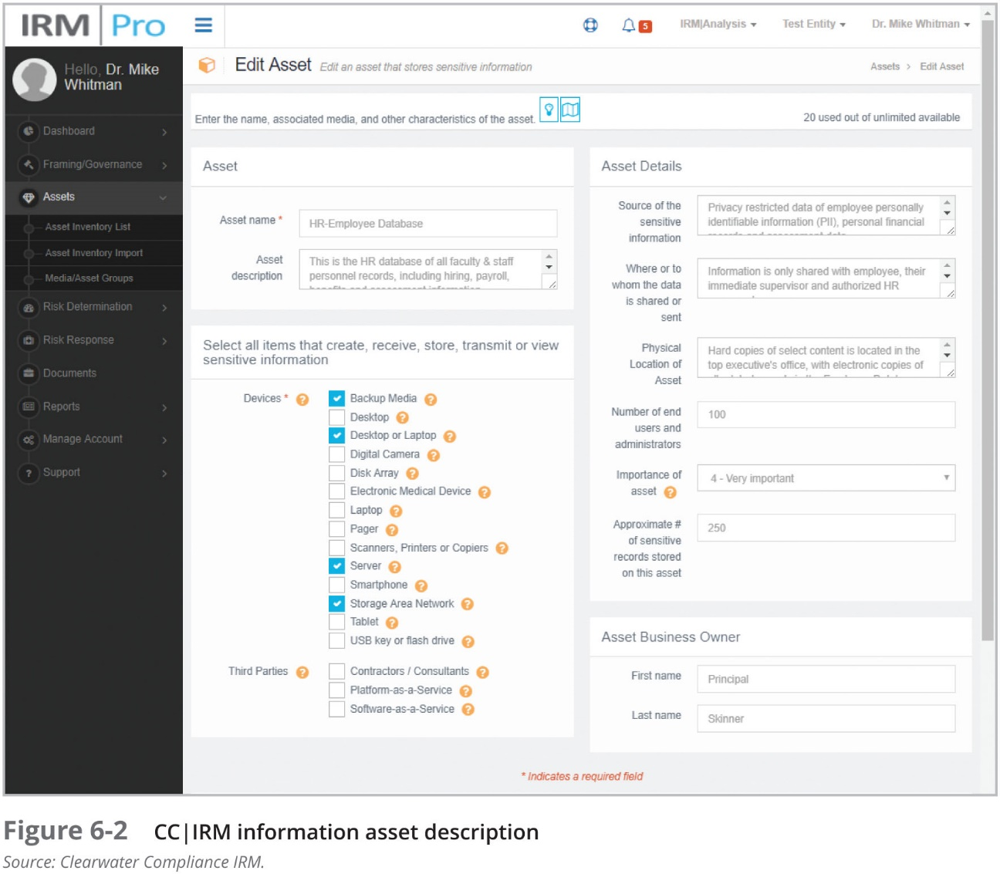 IRM Pro
5
IRM|Analysis
Test Entity
Dr. Mike Whitman
Hello, Dr. Mike
Whitman
Dashboard
Framing/Governance
Assets
Asset Inventory List
Asset Inventory Import
Media/Asset Groups
Risk Determination
Risk Response
Documents
Reports
Manage Account
? Support
Edit Asset Edit an asset that stores sensitive information
Assets > Edit Asset
Enter the name, associated media, and other characteristics of the asset.
20 used out of unlimited available
Asset
Asset name *
HR-Employee Database
Asset
description
This is the HR database of all faculty & staff
personnel records, including hiring, payroll,
benefits and assessment information
Select all items that create, receive, store, transmit or view
sensitive information
Devices * ?
Backup Media ?
Desktop ?
Desktop or Laptop ?
Digital Camera ?
Disk Array ?
Electronic Medical Device ?
Laptop ?
Pager ?
Scanners, Printers or Copiers ?
Server ?
Smartphone ?
Storage Area Network ?
Tablet ?
USB key or flash drive ?
Third Parties ?
Contractors / Consultants ?
Platform-as-a-Service ?
Software-as-a-Service ?
Asset Details
Source of the
sensitive
information
Privacy restricted data of employee personally
identifiable information (PII), personal financial
records and assessment data
Where or to
whom the data
is shared or
sent
Information is only shared with employee, their
immediate supervisor and authorized HR
Physical
Location of
Asset
Hard copies of select content is located in the
top executive's office, with electronic copies of
Number of end
users and
administrators
100
Importance of
asset ?
4 - Very important
Approximate #
of sensitive
records stored
on this asset
250
Asset Business Owner
First name
Principal
Last name
Skinner
* Indicates a required field
Figure 6-2 CC|IRM information asset description
Source: Clearwater Compliance IRM.